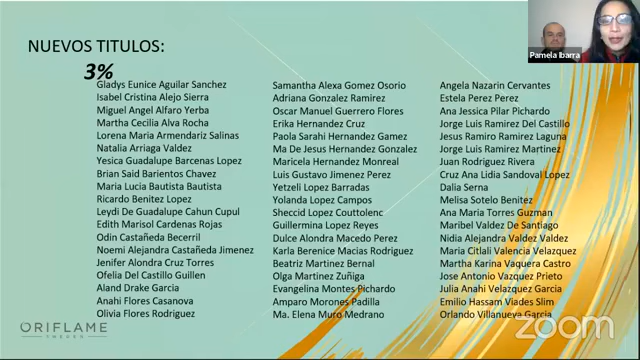 NUEVOS TITULOS:
3%
Gladys Eunice Aguilar Sanchez
Isabel Cristina Alejo Sierra
Miguel Angel Alfaro Yerba
Martha Cecilia Alva Rocha
Lorena Maria Armendariz Salinas
Natalia Arriaga Valdez
Yesica Guadalupe Barcenas Lopez
Brian Said Barientos Chavez
Maria Lucia Bautista Bautista
Ricardo Benitez Lopez
Leydi De Guadalupe Cahun Cupul
Edith Marisol Cardenas Rojas
Odin Castañeda Becerril
Noemi Alejandra Castañeda Jimenez
Jenifer Alondra Cruz Torres
Ofelia Del Castillo Guillen
Aland Drake Garcia
Anahi Flores Casanova
Olivia Flores Rodriguez
Samantha Alexa Gomez Osorio
Adriana Gonzalez Ramirez
Oscar Manuel Guerrero Flores
Erika Hernandez Cruz
Paola Sarahi Hernandez Gamez
Ma De Jesus Hernandez Gonzalez
Maricela Hernandez Monreal
Luis Gustavo Jimenez Perez
Yetzeli Lopez Barradas
Yolanda Lopez Campos
Sheccid Lopez Couttolenc
Guillermina Lopez Reyes
Dulce Alondra Macedo Perez
Karla Berenice Macias Rodriguez
Beatriz Martinez Bernal
Olga Martinez Zuñiga
Evangelina Montes Pichardo
Amparo Morones Padilla
Ma. Elena Muro Medrano
Angela Nazarin Cervantes
Estela Perez Perez
Ana Jessica Pilar Pichardo
Jorge Luis Ramirez Del Castillo
Jesus Ramiro Ramirez Laguna
Jorge Luis Ramirez Martinez
Juan Rodriguez Rivera
Cruz Ana Lidia Sandoval Lopez
Dalia Serna
Melisa Sotelo Benitez
Ana Maria Torres Guzman
Maribel Valdez De Santiago
Nidia Alejandra Valdez Valdez
Maria Citlali Valencia Velazquez
Martha Karina Vaquera Castro
Jose Antonio Vazquez Prieto
Julia Anahi Velazquez Garcia
Emilio Hassam Viades Slim
Orlando Villanueva Garcia
Pamela Ibarra
ORIFLAME
SWEDEN
zoom